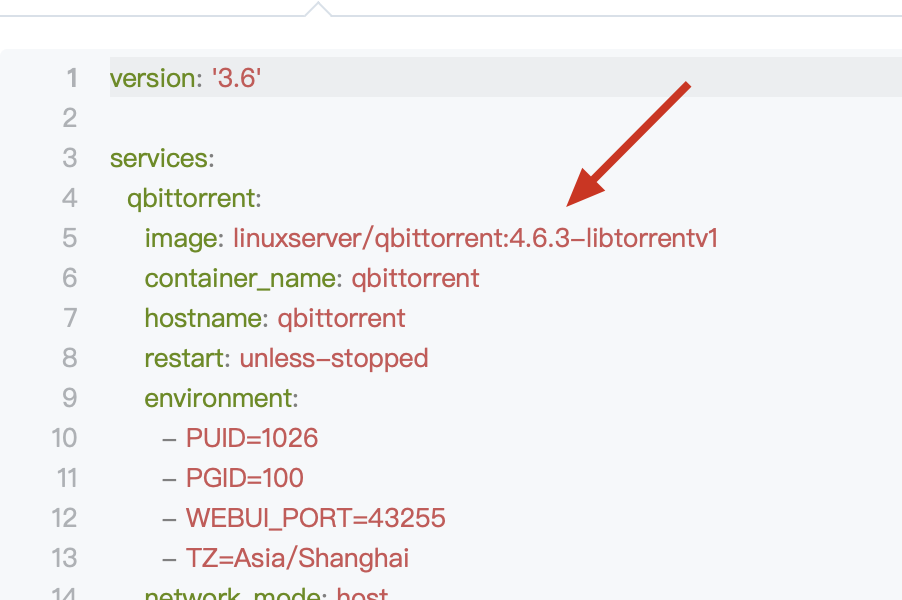 1 version: '3.6'
2
3 services:
4 qbittorrent:
5 image: linuxserver/qbittorrent:4.6.3-libtorrentv1
6 container_name: qbittorrent
7 hostname: qbittorrent
8 restart: unless-stopped
9 environment:
10 - PUID=1026
11 - PGID=100
12 - WEBUI_PORT=43255
13 - TZ=Asia/Shanghai
14 network_mode: host